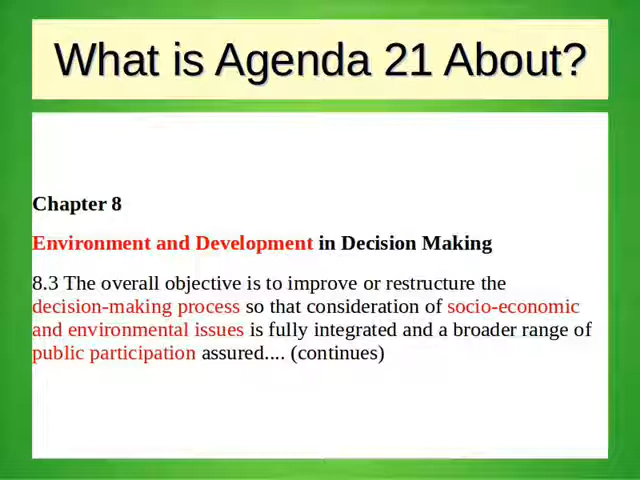 What is Agenda 21 About?
Chapter 8
Environment and Development in Decision Making
8.3 The overall objective is to improve or restructure the
decision-making process so that consideration of socio-economic
and environmental issues is fully integrated and a broader range of
public participation assured.... (continues)